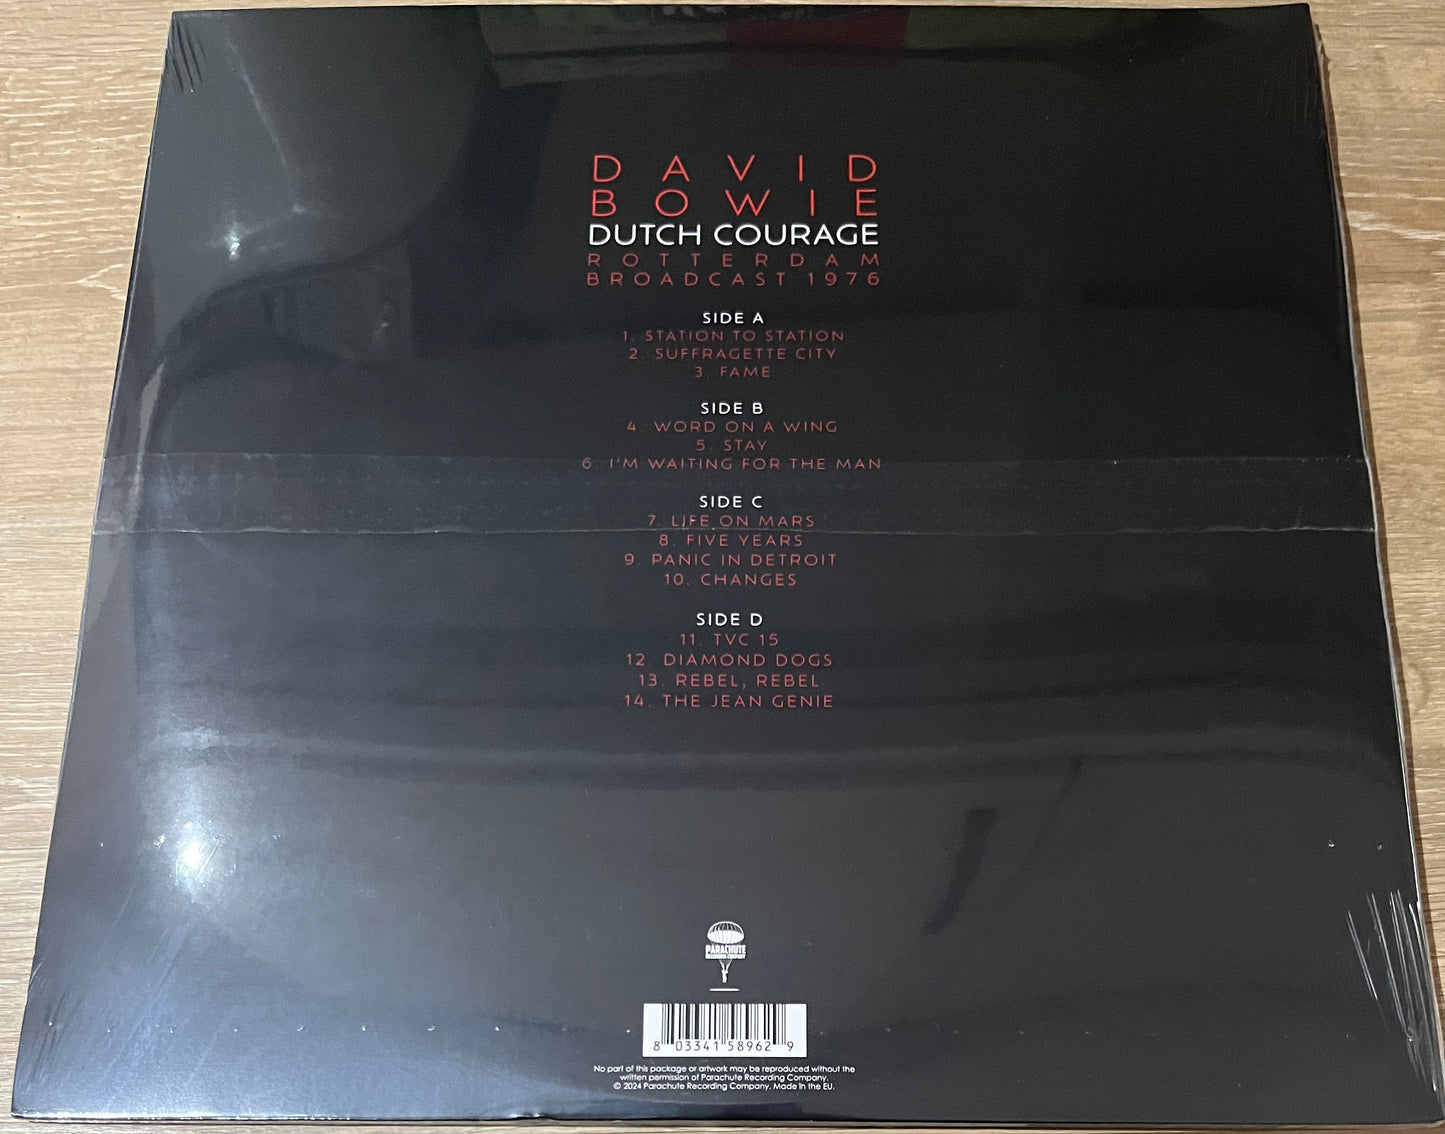 DAVID
BOWIE
DUTCH COURAGE
ROTTERDAM
BROADCAST 1976
SIDE A
1. STATION TO STATION
2. SUFFRAGETTE CITY
3. FAME
SIDE B
4. WORD ON A WING
5. STAY
6. I'M WAITING FOR THE MAN
SIDE C
7. LIFE ON MARS
8. FIVE YEARS
9. PANIC IN DETROIT
10. CHANGES
SIDE D
11. TVC 15
12. DIAMOND DOGS
13. REBEL, REBEL
14. THE JEAN GENIE
PARACHUTE
RECORDING COMPANY
8 03341 58962 9
No part of this package or artwork may be reproduced without the
written permission of Parachute Recording Company.
© 2024 Parachute Recording Company. Made in the EU.